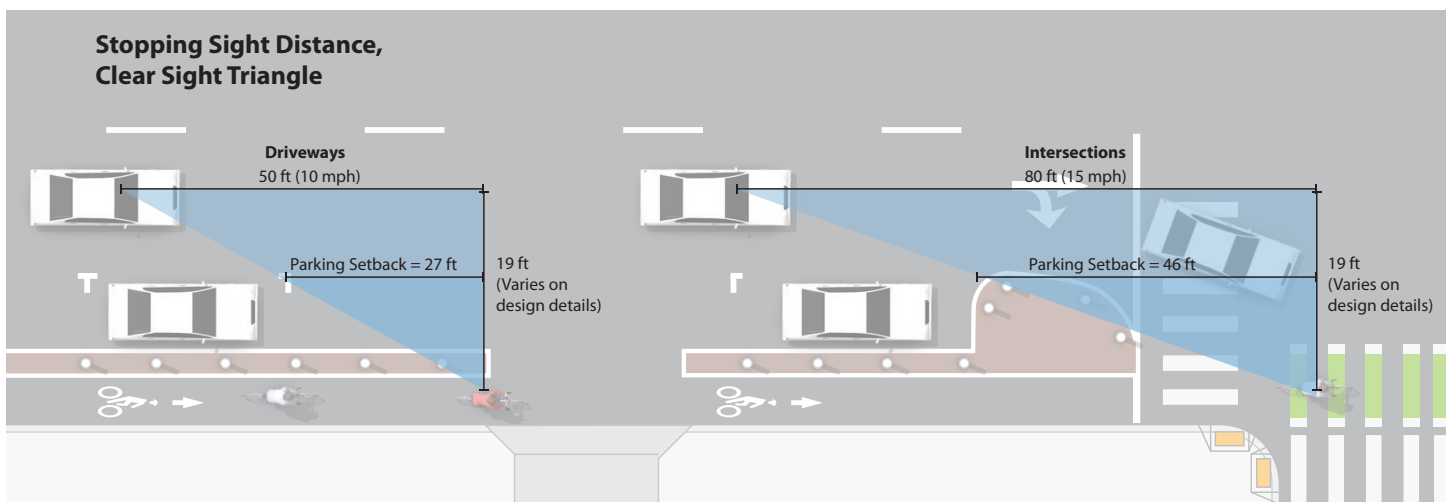 Stopping Sight Distance,
Clear Sight Triangle
Driveways
50 ft (10 mph)
Parking Setback = 27 ft
19 ft
(Varies on
design details)
Intersections
80 ft (15 mph)
Parking Setback = 46 ft
19 ft
(Varies on
design details)